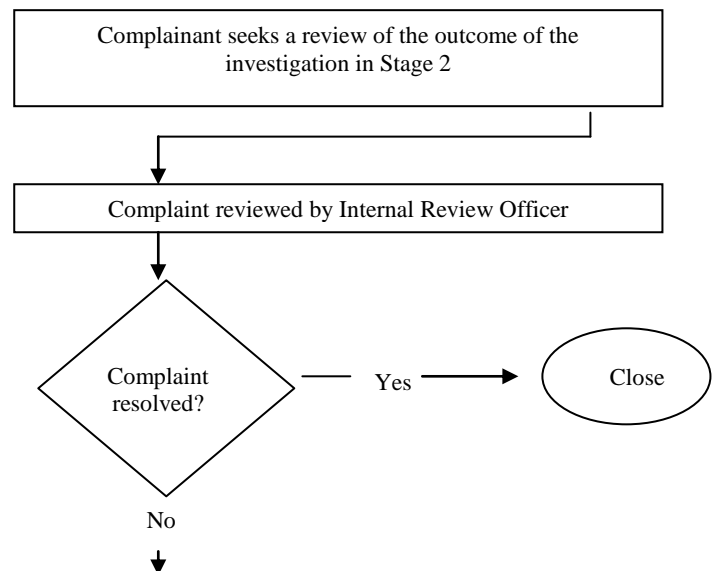 Complainant seeks a review of the outcome of the
investigation in Stage 2
Complaint reviewed by Internal Review Officer
Complaint
resolved?
Yes
Close
No